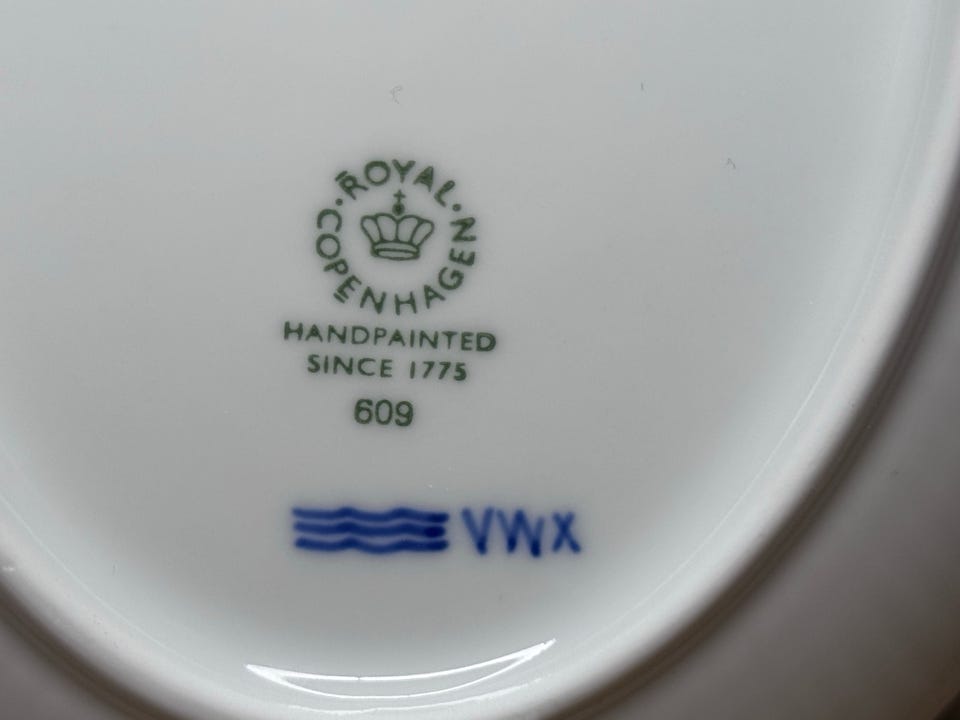 ROYAL · COPENHAGEN ·
HANDPAINTED
SINCE 1775
609
VWX